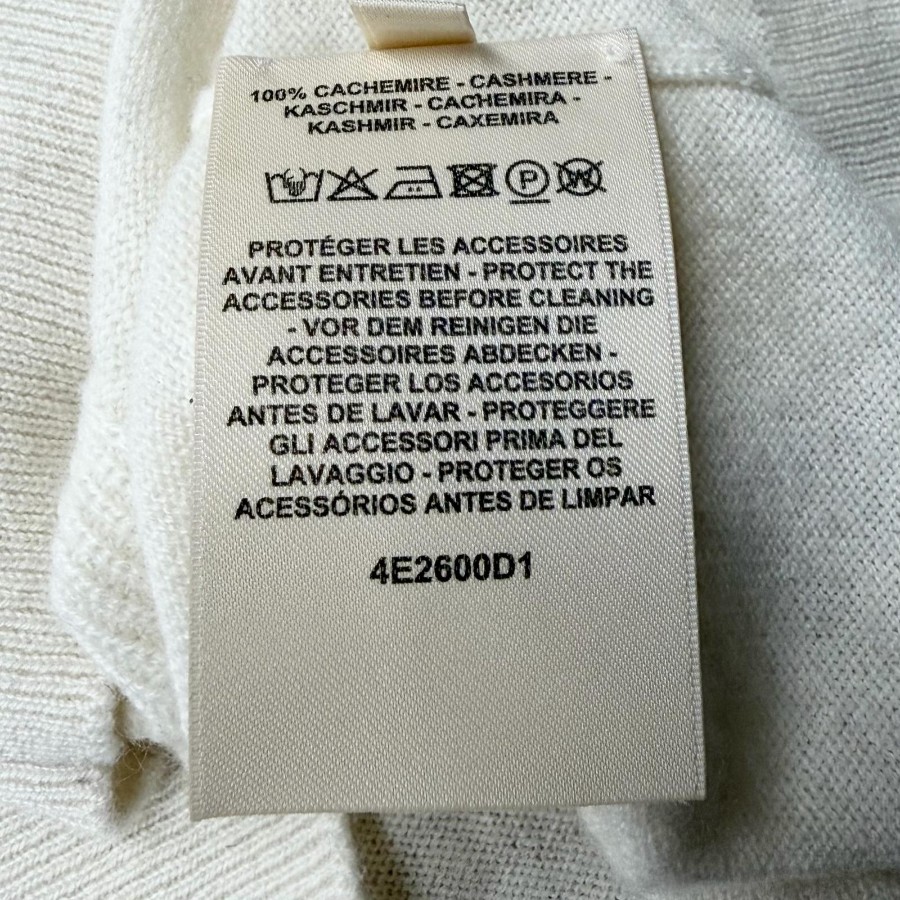 100% CACHEMIRE - CASHMERE -
KASCHMIR - CACHEMIRA -
KASHMIR - CAXEMIRA
P W
PROTÉGER LES ACCESSOIRES
AVANT ENTRETIEN - PROTECT THE
ACCESSORIES BEFORE CLEANING
- VOR DEM REINIGEN DIE
ACCESSOIRES ABDECKEN -
PROTEGER LOS ACCESORIOS
ANTES DE LAVAR - PROTEGGERE
GLI ACCESSORI PRIMA DEL
LAVAGGIO - PROTEGER OS
ACESSÓRIOS ANTES DE LIMPAR
4E2600D1